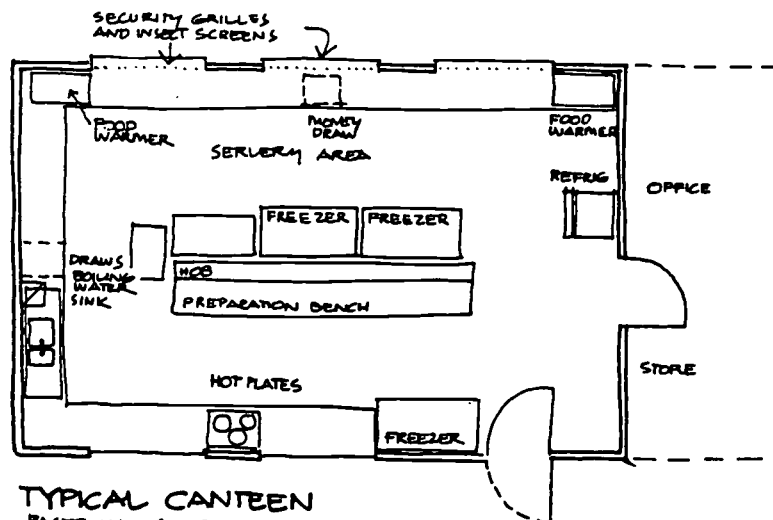 SECURITY GRILLES
AND INSECT SCREENS
FOOD
WARMER
MONEY
DRAW
FOOD
WARMER
SERVERY AREA
REFRIG
OFFICE
FREEZER
FREEZER
DRAWS
BOILING
WATER
SINK
HOB
PREPARATION BENCH
STORE
HOT PLATES
FREEZER
TYPICAL CANTEEN